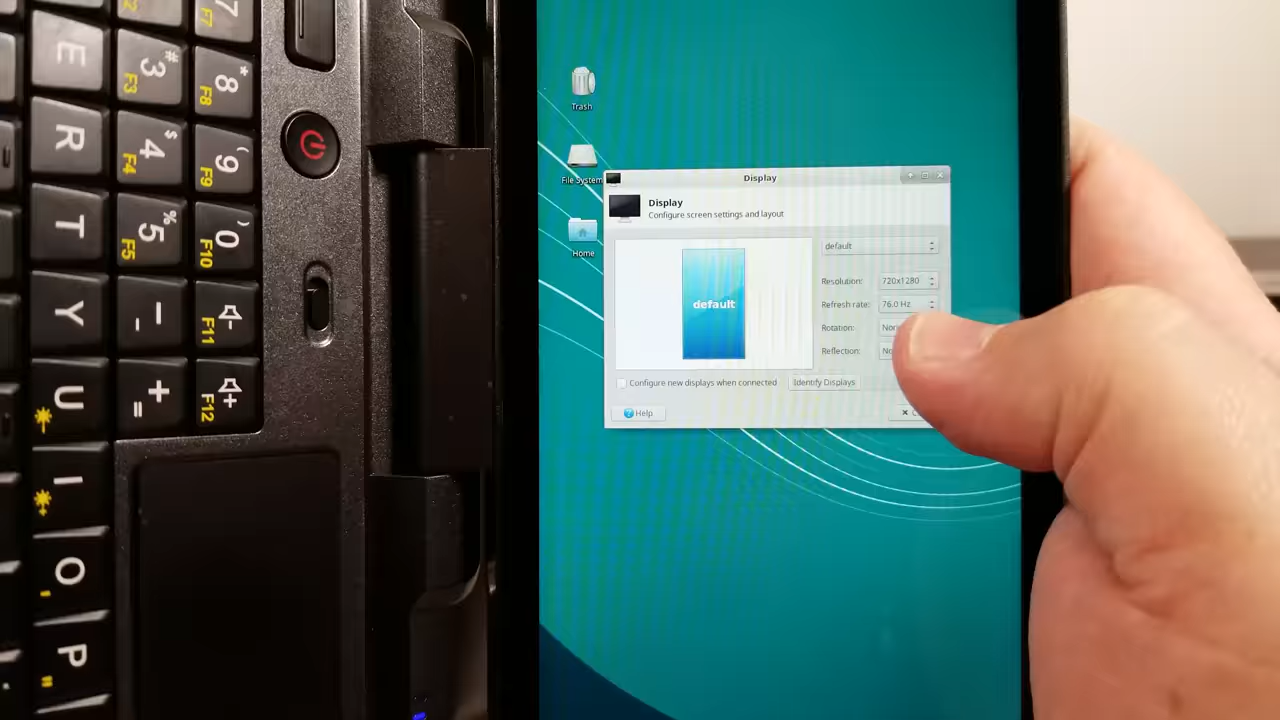 Trash
File System
Home
Display
Display
Configure screen settings and layout
default
default
Resolution:
720x1280
Refresh rate:
76.0 Hz
Rotation:
Reflection:
Configure new displays when connected
Identify Displays
Help
E
R
T
Y
U
I
O
P
#
3
F3
$
4
F4
%
5
F5
_
-
+
=
7
F7
*
8
F8
(
9
F9
)
0
F10
F11
F12